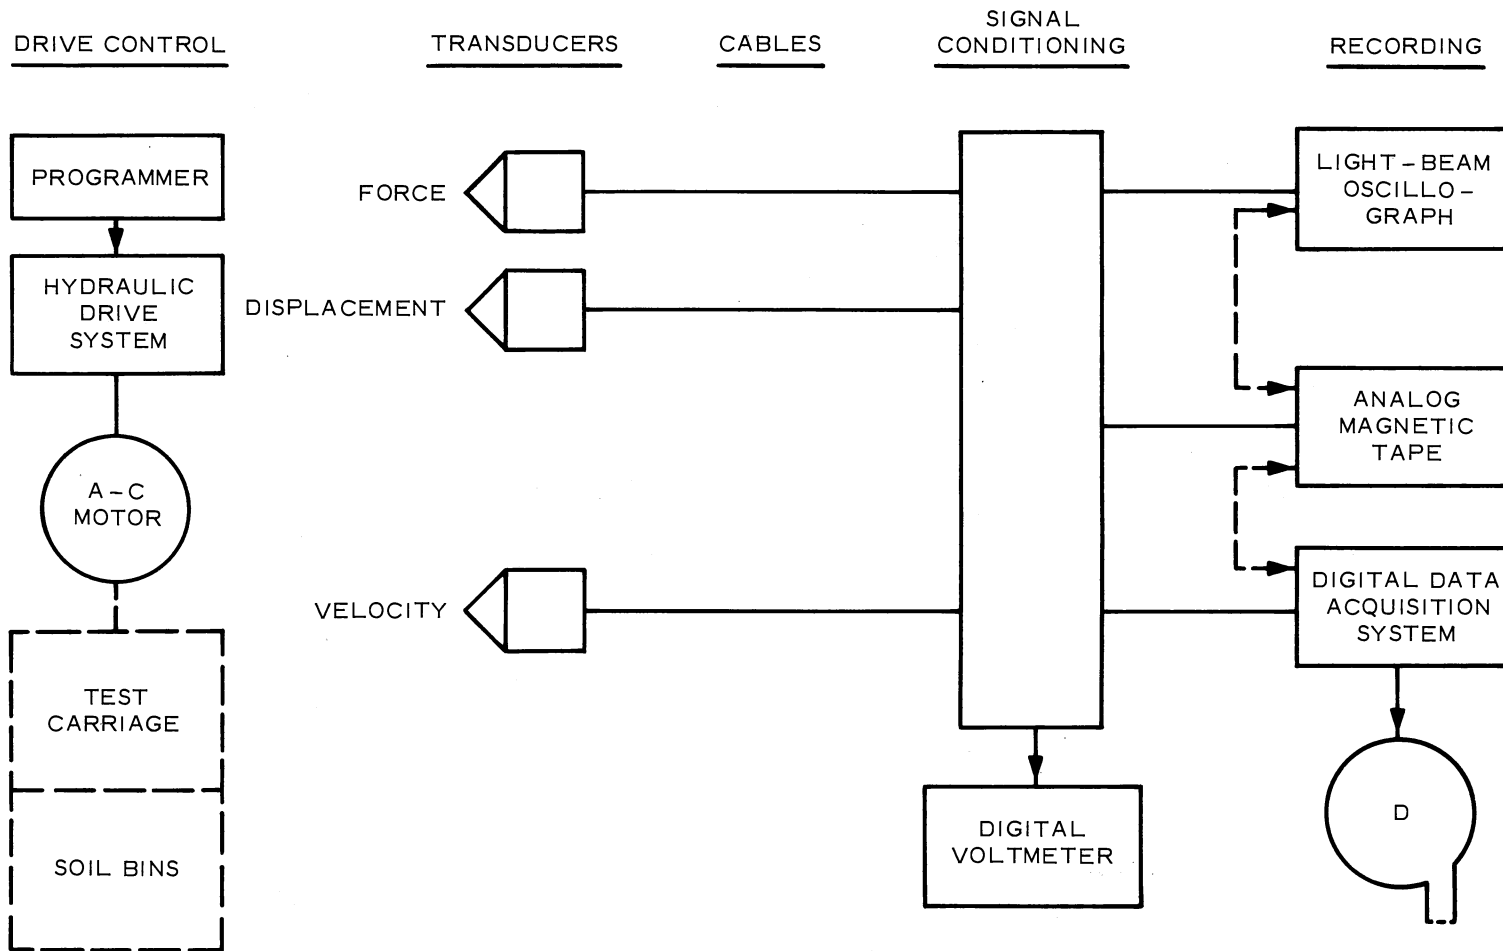 DRIVE CONTROL
TRANSDUCERS
CABLES
SIGNAL
CONDITIONING
RECORDING
PROGRAMMER
HYDRAULIC
DRIVE
SYSTEM
A-C
MOTOR
TEST
CARRIAGE
SOIL BINS
FORCE
DISPLACEMENT
VELOCITY
DIGITAL
VOLTMETER
LIGHT-BEAM
OSCILLO-
GRAPH
ANALOG
MAGNETIC
TAPE
DIGITAL DATA
ACQUISITION
SYSTEM
D